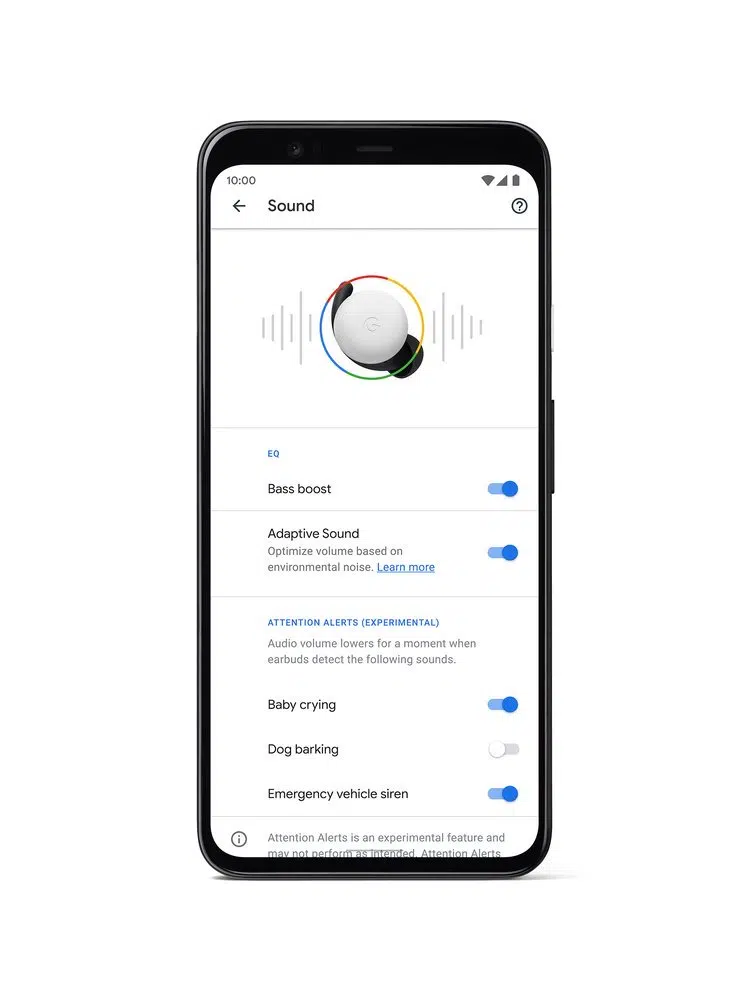 10:00
Sound
EQ
Bass boost
Adaptive Sound
Optimize volume based on
environmental noise. Learn more
ATTENTION ALERTS (EXPERIMENTAL)
Audio volume lowers for a moment when
earbuds detect the following sounds.
Baby crying
Dog barking
Emergency vehicle siren
Attention Alerts is an experimental feature and
may not perform as intended. Attention Alerts